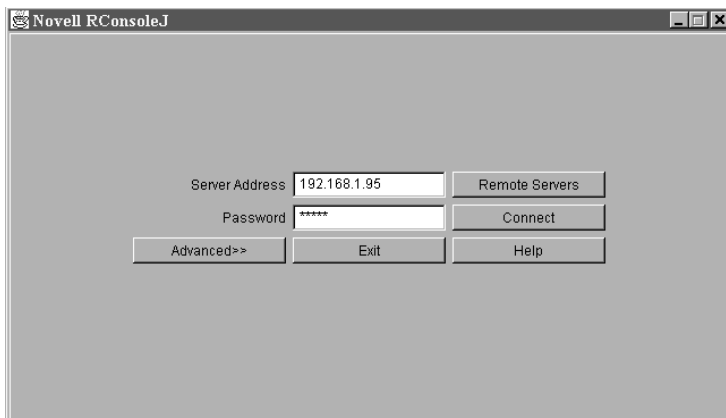 Novell RConsoleJ
Server Address 192.168.1.95 Remote Servers
Password ***** Connect
Advanced>> Exit Help